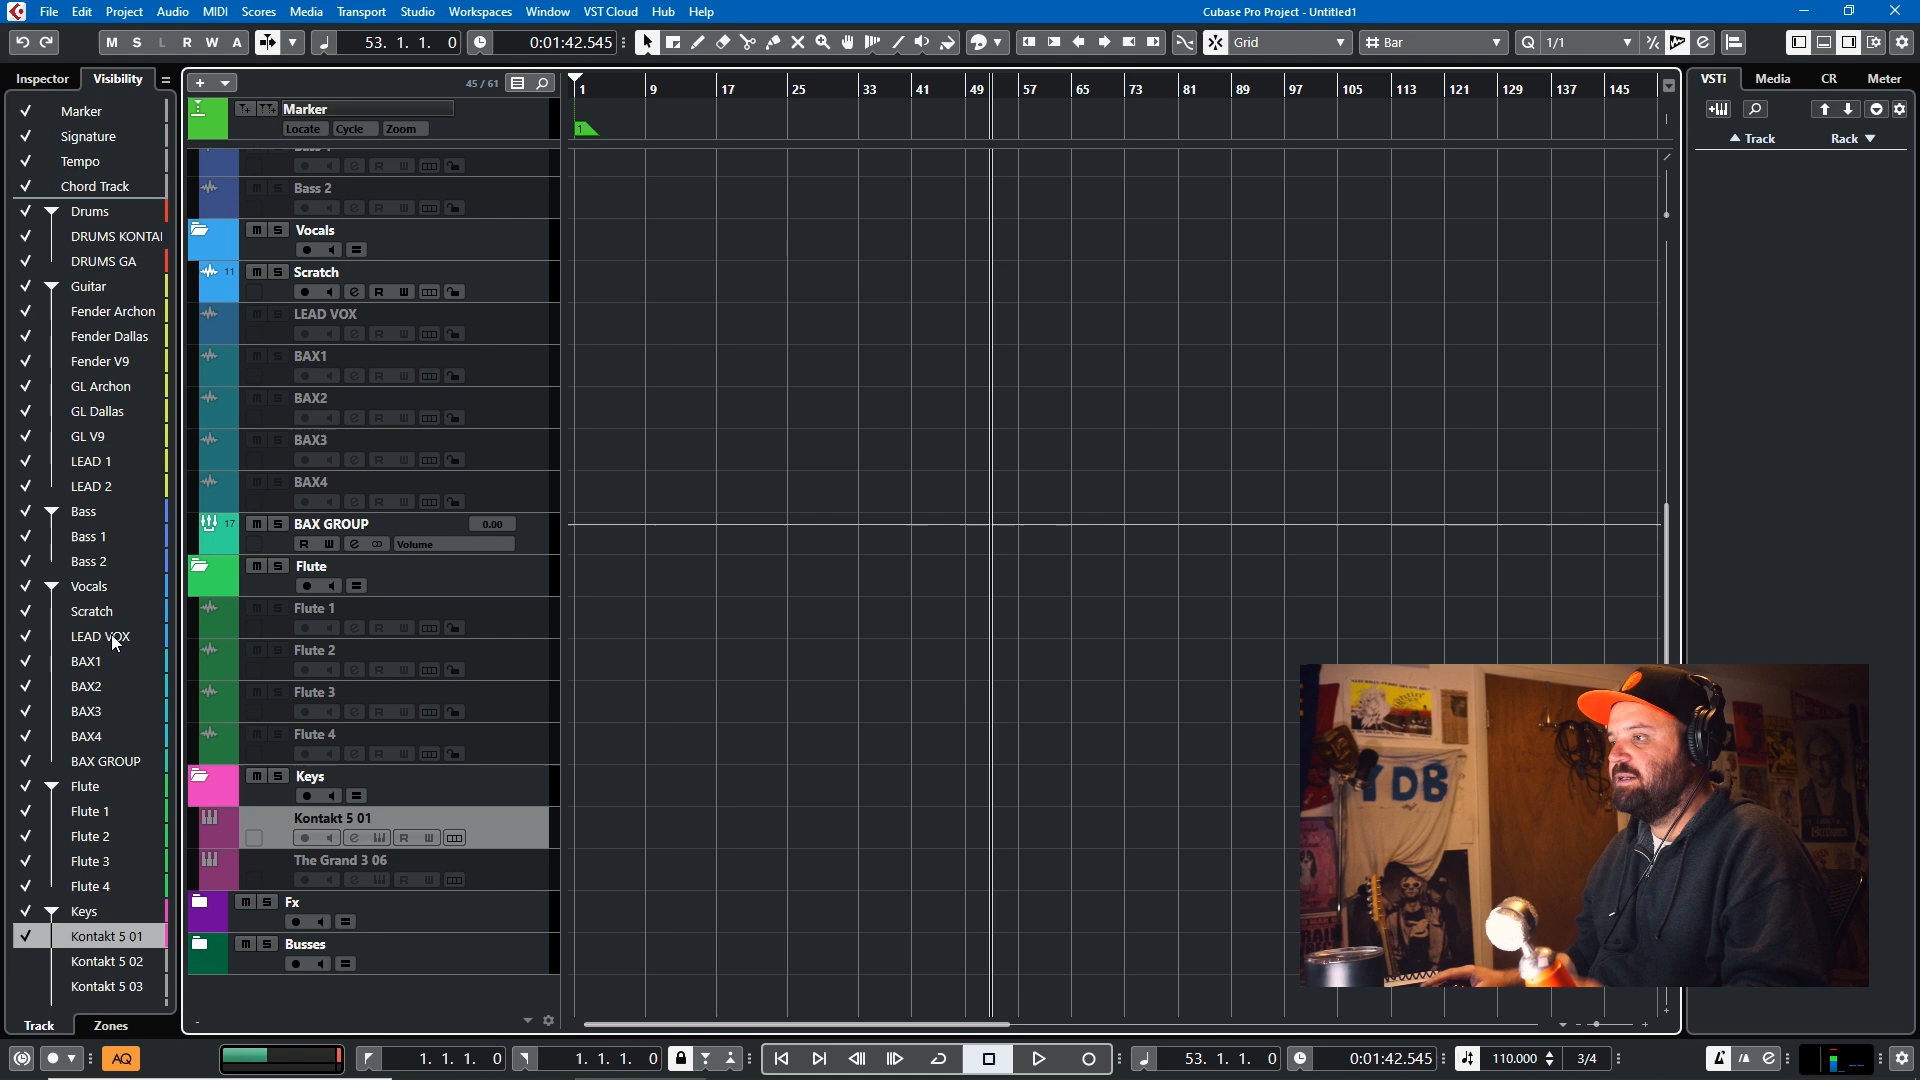 File Edit Project Audio MIDI Scores Media Transport Studio Workspaces Window VST Cloud Hub Help
Cubase Pro Project - Untitled1
M S L R W A
53. 1. 1. 0
0:01:42.545
Grid
Bar
Q 1/1
Inspector Visibility
45 / 61
1 9 17 25 33 41 49 57 65 73 81 89 97 105 113 121 129 137 145
VSTi Media CR Meter
Track Rack
Marker
Signature
Tempo
Chord Track
Drums
DRUMS KONTA
DRUMS GA
Guitar
Fender Archon
Fender Dallas
Fender V9
GL Archon
GL Dallas
GL V9
LEAD 1
LEAD 2
Bass
Bass 1
Bass 2
Vocals
Scratch
LEAD VOX
BAX1
BAX2
BAX3
BAX4
BAX GROUP
Flute
Flute 1
Flute 2
Flute 3
Flute 4
Keys
Kontakt 5 01
Kontakt 5 02
Kontakt 5 03
Track Zones
Marker
Locate Cycle Zoom
1
Bass 2
Vocals
11 Scratch
LEAD VOX
BAX1
BAX2
BAX3
BAX4
17 BAX GROUP 0.00
Volume
Flute
Flute 1
Flute 2
Flute 3
Flute 4
Keys
Kontakt 5 01
The Grand 3 06
Fx
Busses
YDB
AQ
1. 1. 1. 0
1. 1. 1. 0
53. 1. 1. 0
0:01:42.545
110.000
3/4